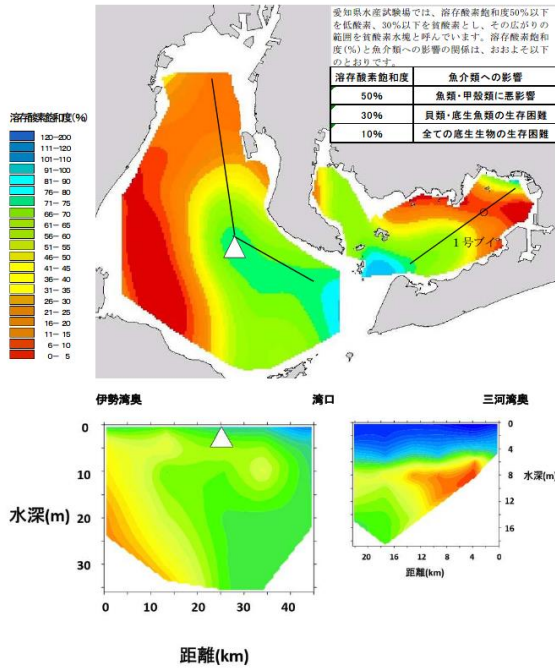 愛知県水産試験場では、溶存酸素飽和度50%以下
を低酸素、30%以下を貧酸素とし、その広がりの
範囲を貧酸素水塊と呼んでいます。溶存酸素飽和
度(%)と魚介類への影響の関係は、おおよそ以下
のとおりです。
溶存酸素飽和度 魚介類への影響
50% 魚類・甲殻類に悪影響
30% 貝類・底生魚類の生存困難
10% 全ての底生生物の生存困難
溶存酸素飽和度(%)
120-200
111-120
101-110
91-100
81- 90
76- 80
71- 75
66- 70
61- 65
56- 60
51- 55
46- 50
41- 45
36- 40
31- 35
26- 30
21- 25
16- 20
11- 15
6- 10
0- 5
1号ブイ
伊勢湾奥 湾口 三河湾奥
水深(m)
0
10
20
30
0 10 20 30 40
距離(km)
0
4
8
12
16
水深(m)
20 16 12 8 4 0
距離(km)